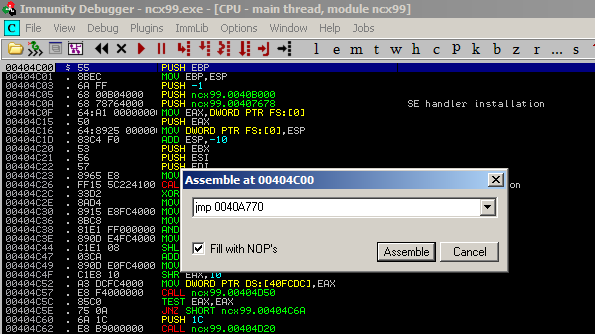 Immunity Debugger - ncx99.exe - [CPU - main thread, module ncx99]
C File View Debug Plugins ImmLib Options Window Help Jobs
l e m t w h c P k b z r
00404C00 $ 55 PUSH EBP
00404C01 . 8BEC MOV EBP,ESP
00404C03 . 6A FF PUSH -1
00404C05 . 68 00B04000 PUSH ncx99.0040B000
00404C0A . 68 78764000 PUSH ncx99.00407678 SE handler installation
00404C0F . 64:A1 0000000 MOV EAX,DWORD PTR FS:[0]
00404C15 . 50 PUSH EAX
00404C16 . 64:8925 00000 MOV DWORD PTR FS:[0],ESP
00404C1D . 83C4 F0 ADD ESP,-10
00404C20 . 53 PUSH EBX
00404C21 . 56 PUSH ESI
00404C22 . 57 PUSH EDI
00404C23 . 8965 E8 MOV
00404C26 . FF15 5C224100 CAL on
00404C2C . 33D2 XOR
00404C2E . 8AD4 MOV
00404C30 . 8915 E8FC4000 MOV
00404C36 . 8BC8 MOV
00404C38 . 81E1 FF000000 AND
00404C3E . 890D E4FC4000 MOV
00404C44 . C1E1 08 SHL
00404C47 . 03CA ADD
00404C49 . 890D E0FC4000 MOV
00404C4F . C1E8 10 SHR EAX,10
00404C52 . A3 DCFC4000 MOV DWORD PTR DS:[40FCDC],EAX
00404C57 . E8 F4000000 CALL ncx99.00404D50
00404C5C . 85C0 TEST EAX,EAX
00404C5E . 75 0A JNZ SHORT ncx99.00404C6A
00404C60 . 6A 1C PUSH 1C
00404C62 . E8 B9000000 CALL ncx99.00404D20
Assemble at 00404C00
jmp 0040A770
Fill with NOP's
Assemble
Cancel